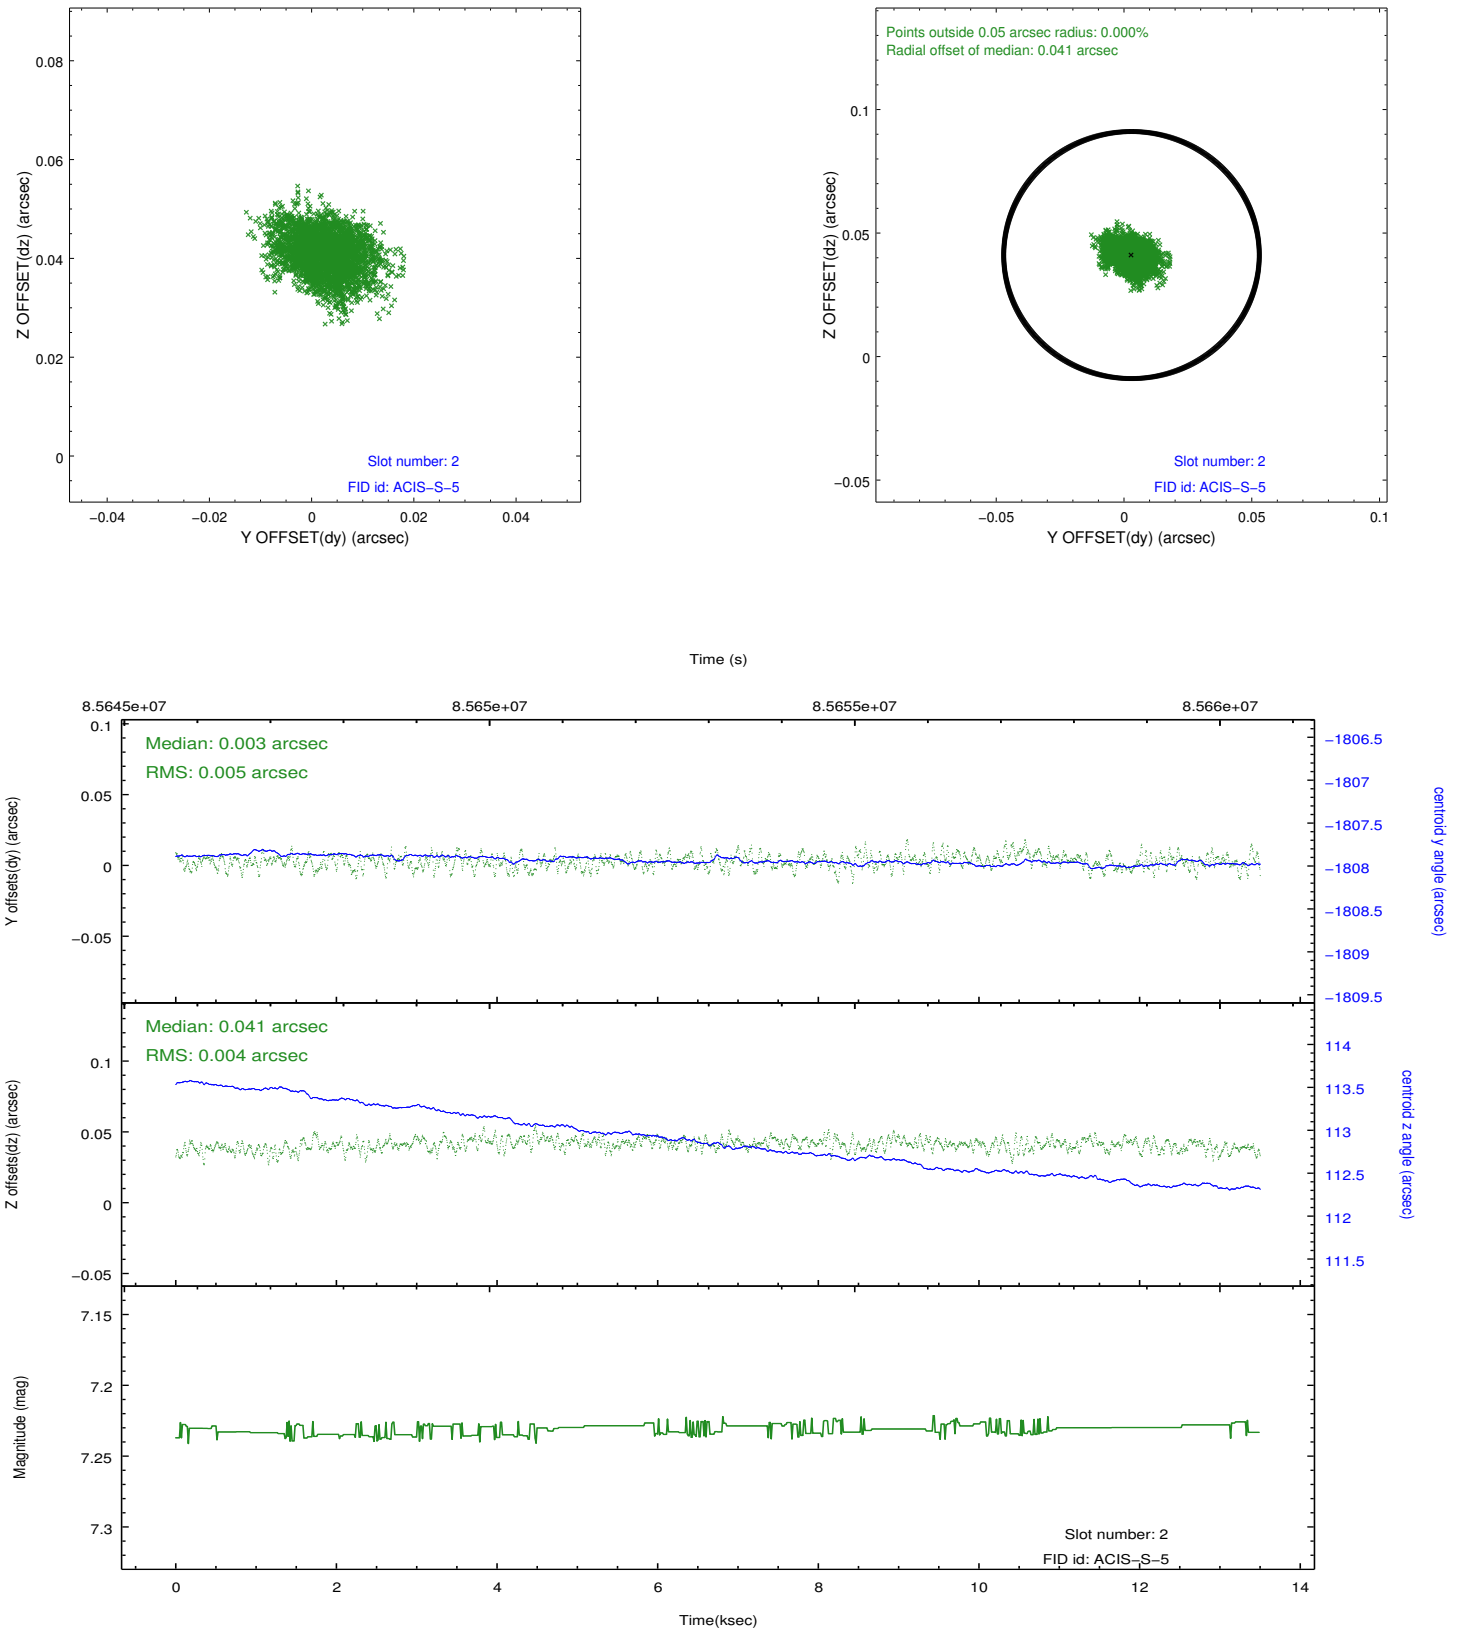 0.08
0.06
0.04
0.02
0
−0.04
−0.02
0
0.02
0.04
Z OFFSET(dz) (arcsec)
Y OFFSET(dy) (arcsec)
Slot number: 2
FID id: ACIS−S−5
Points outside 0.05 arcsec radius: 0.000%
Radial offset of median: 0.041 arcsec
0.1
0.05
0
−0.05
−0.05
0
0.05
0.1
Z OFFSET(dz) (arcsec)
Y OFFSET(dy) (arcsec)
Slot number: 2
FID id: ACIS−S−5
Time (s)
8.5645e+07
8.565e+07
8.5655e+07
8.566e+07
Median: 0.003 arcsec
RMS: 0.005 arcsec
0.1
0.05
0
−0.05
Y offsets(dy) (arcsec)
−1806.5
−1807
−1807.5
−1808
−1808.5
−1809
−1809.5
centroid y angle (arcsec)
Median: 0.041 arcsec
RMS: 0.004 arcsec
0.1
0.05
0
−0.05
Z offsets(dz) (arcsec)
114
113.5
113
112.5
112
111.5
centroid z angle (arcsec)
7.15
7.2
7.25
7.3
Magnitude (mag)
Slot number: 2
FID id: ACIS−S−5
0
2
4
6
8
10
12
14
Time(ksec)